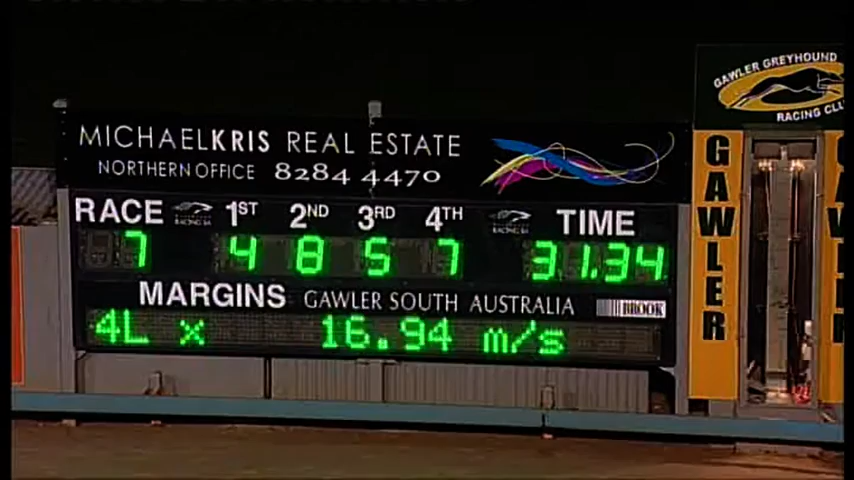 GAWLER GREYHOUND
RACING CLUB
MICHAELKRIS REAL ESTATE
NORTHERN OFFICE 8284 4470
GAWLER
RACE 1ST 2ND 3RD 4TH TIME
7 4 8 5 7 31.34
MARGINS GAWLER SOUTH AUSTRALIA BROOK
4L x 16.94 m/s